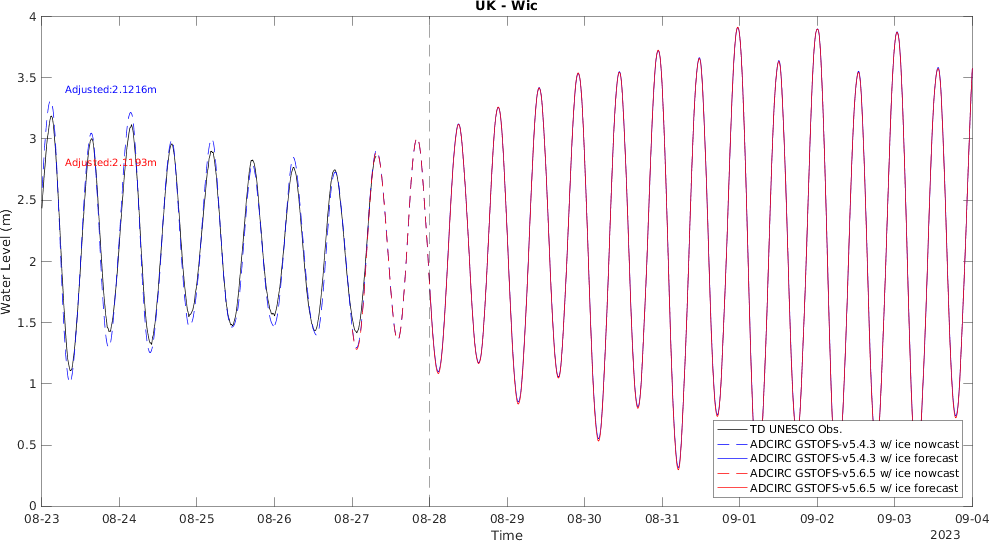 UK - Wic
4
3.5
3
2.5
2
1.5
1
0.5
0
Water Level (m)
Adjusted:2.1216m
Adjusted:2.1193m
TD UNESCO Obs.
ADCIRC GSTOFS-v5.4.3 w/ ice nowcast
ADCIRC GSTOFS-v5.4.3 w/ ice forecast
ADCIRC GSTOFS-v5.6.5 w/ ice nowcast
ADCIRC GSTOFS-v5.6.5 w/ ice forecast
08-23 08-24 08-25 08-26 08-27 08-28 08-29 08-30 08-31 09-01 09-02 09-03 09-04
Time
2023